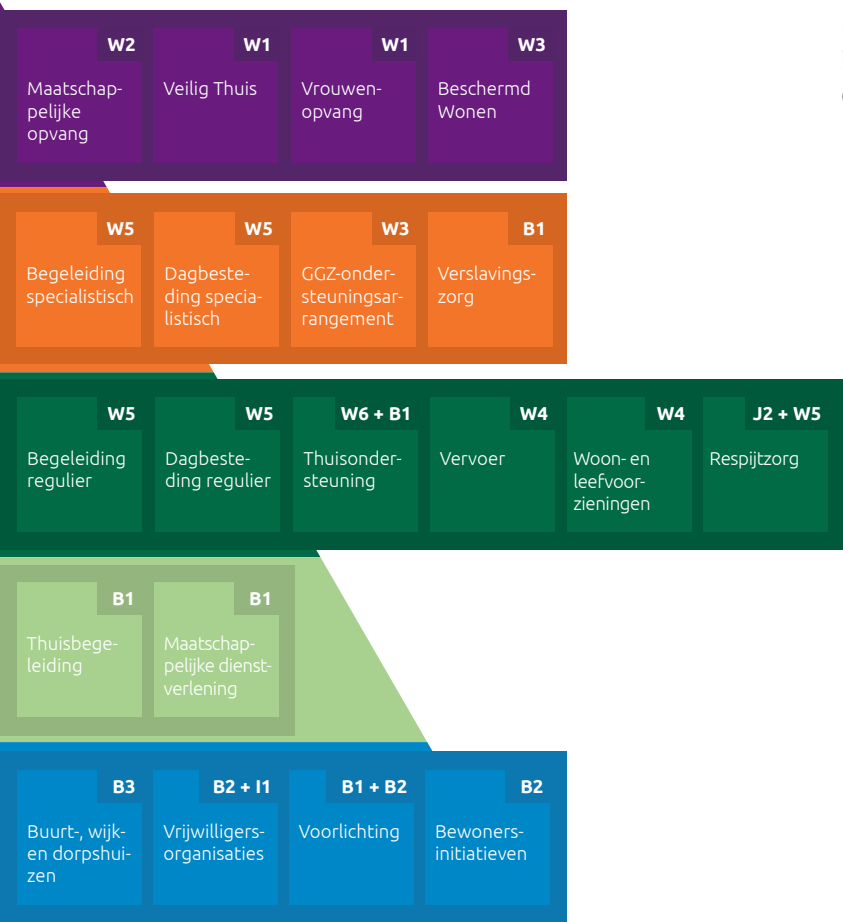 W2
Maatschap-
pelijke
opvang
W1
Veilig Thuis
W1
Vrouwen-
opvang
W3
Beschermd
Wonen
W5
Begeleiding
specialistisch
W5
Dagbeste-
ding specia-
listisch
W3
GGZ-onder-
steuningsar-
rangement
B1
Verslavings-
zorg
W5
Begeleiding
regulier
W5
Dagbeste-
ding regulier
W6 + B1
Thuisonder-
steuning
W4
Vervoer
W4
Woon- en
leefvoor-
zieningen
J2 + W5
Respijtzorg
B1
Thuisbege-
leiding
B1
Maatschap-
pelijke dienst-
verlening
B3
Buurt-, wijk-
en dorpshui-
zen
B2 + I1
Vrijwilligers-
organisaties
B1 + B2
Voorlichting
B2
Bewoners-
initiatieven